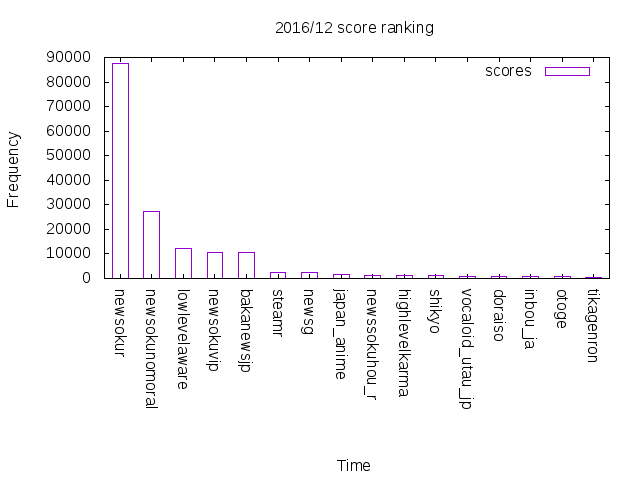 2016/12 score ranking
scores
Frequency
90000
80000
70000
60000
50000
40000
30000
20000
10000
0
newsokur
newsokunomoral
lowlevelaware
newsokuvip
bakanewsjp
steamr
newsg
japan_anime
newssokuhou_r
highlevelkarma
shikyo
vocaloid_utau_jp
doraiso
inbou_ja
otoge
tikagenron
Time